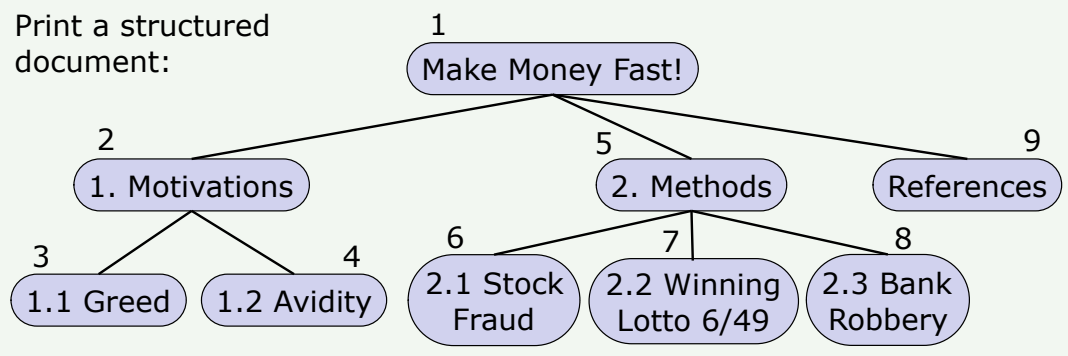 Print a structured
document:
1
Make Money Fast!
2
5
9
1. Motivations
2. Methods
References
3
4
6
7
8
1.1 Greed
1.2 Avidity
2.1 Stock
Fraud
2.2 Winning
Lotto 6/49
2.3 Bank
Robbery